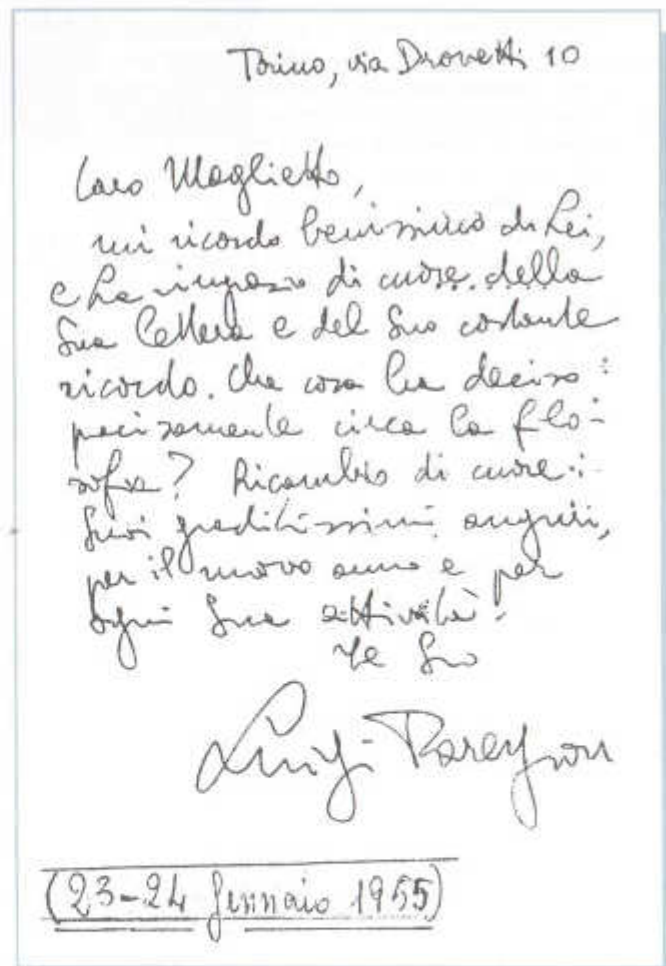 Torino, via Drovetti 10
Caro Moglietto,
mi ricordo benissimo di Lei,
e La ringrazio di cuore della
Sua lettera e del Suo costante
ricordo. Che cosa ha deciso
precisamente circa la filo-
sofia? Ricambio di cuore i
Suoi graditissimi auguri,
per il nuovo anno e per
ogni Sua attività.
Il Suo
Luigi Pareyson
(23-24 Gennaio 1955)